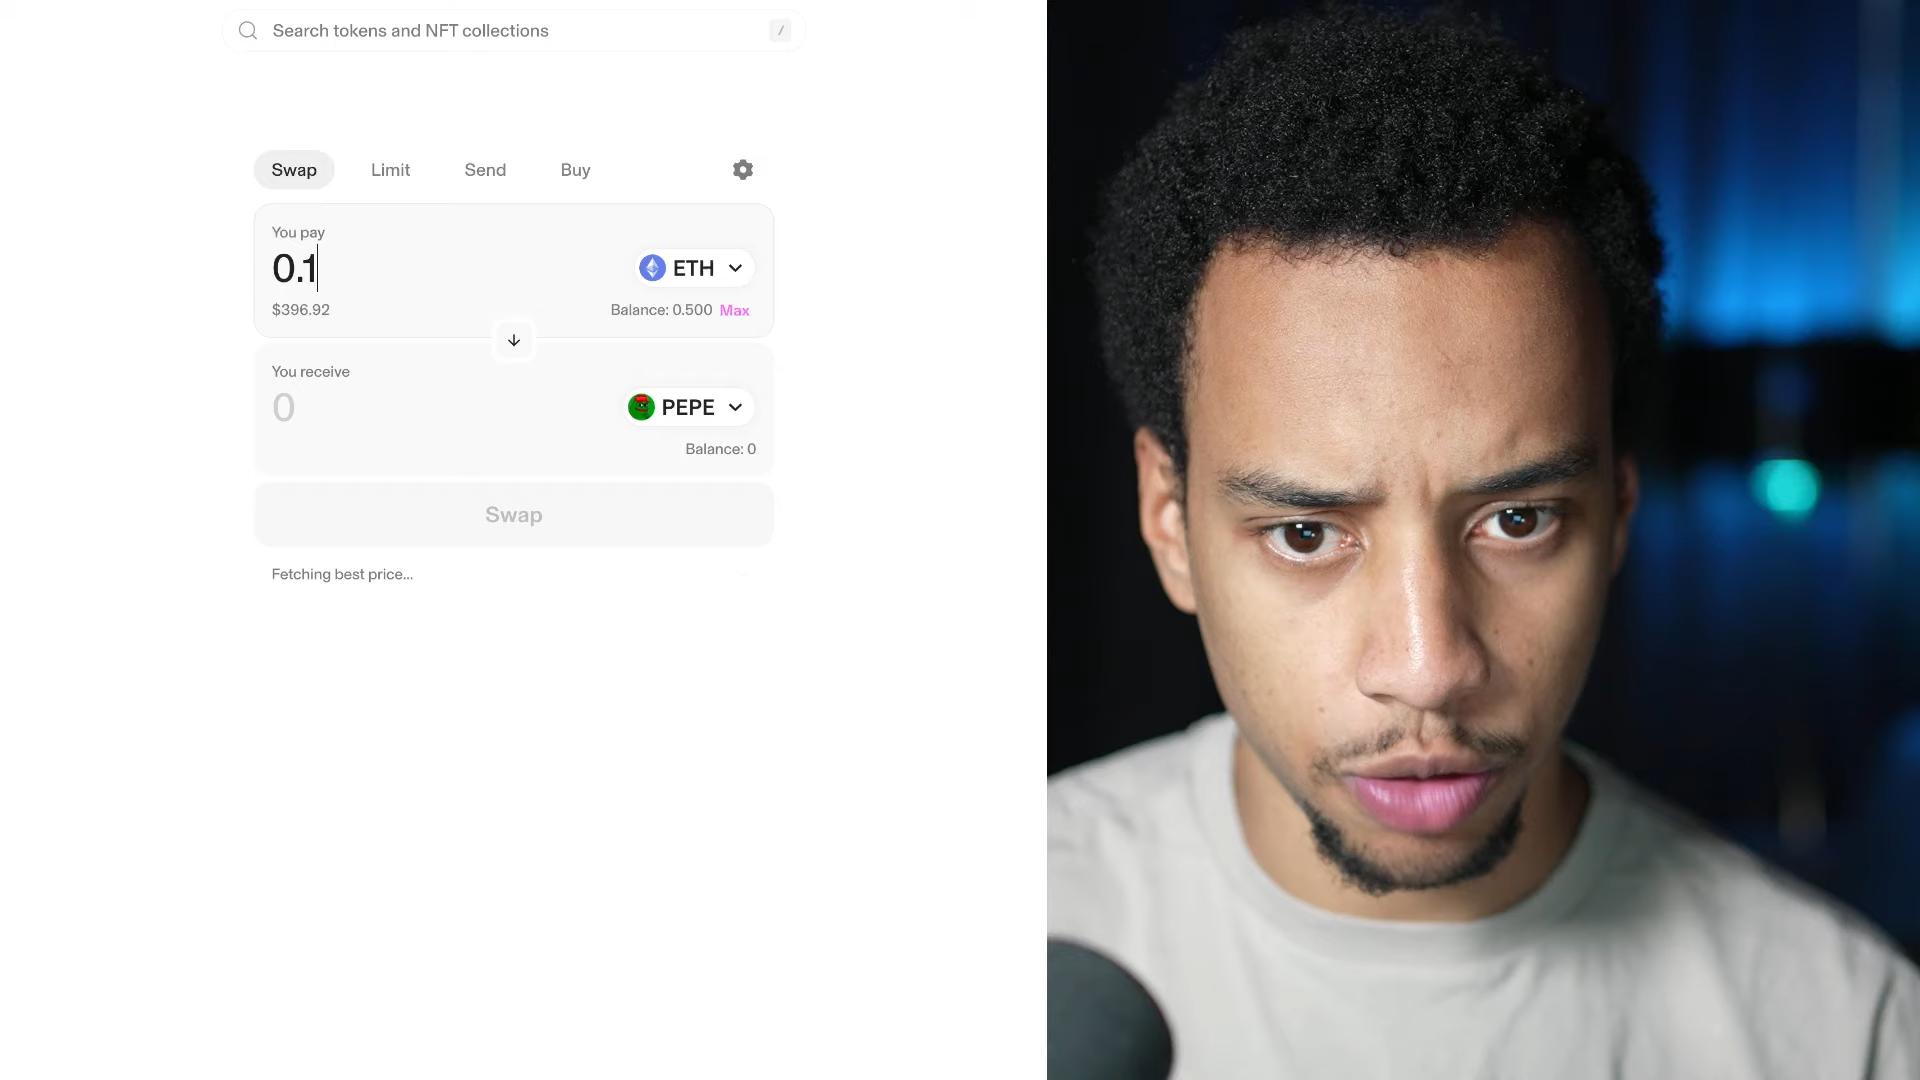 Search tokens and NFT collections /
Swap Limit Send Buy
You pay
0.1 ETH
$396.92 Balance: 0.500 Max
You receive
0 PEPE
Balance: 0
Swap
Fetching best price...